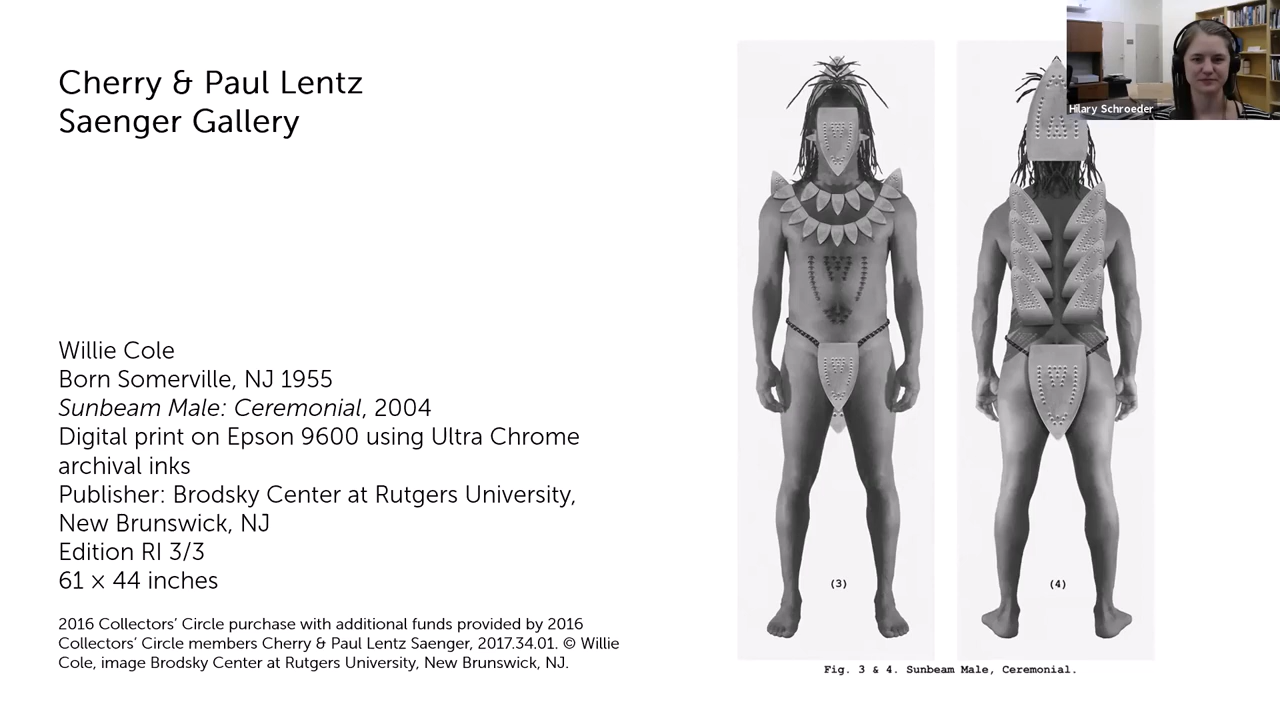 Cherry & Paul Lentz
Saenger Gallery
Hilary Schroeder
Willie Cole
Born Somerville, NJ 1955
Sunbeam Male: Ceremonial, 2004
Digital print on Epson 9600 using Ultra Chrome
archival inks
Publisher: Brodsky Center at Rutgers University,
New Brunswick, NJ
Edition RI 3/3
61 × 44 inches
2016 Collectors’ Circle purchase with additional funds provided by 2016
Collectors’ Circle members Cherry & Paul Lentz Saenger, 2017.34.01. © Willie
Cole, image Brodsky Center at Rutgers University, New Brunswick, NJ.
(3)
(4)
Fig. 3 & 4. Sunbeam Male, Ceremonial.